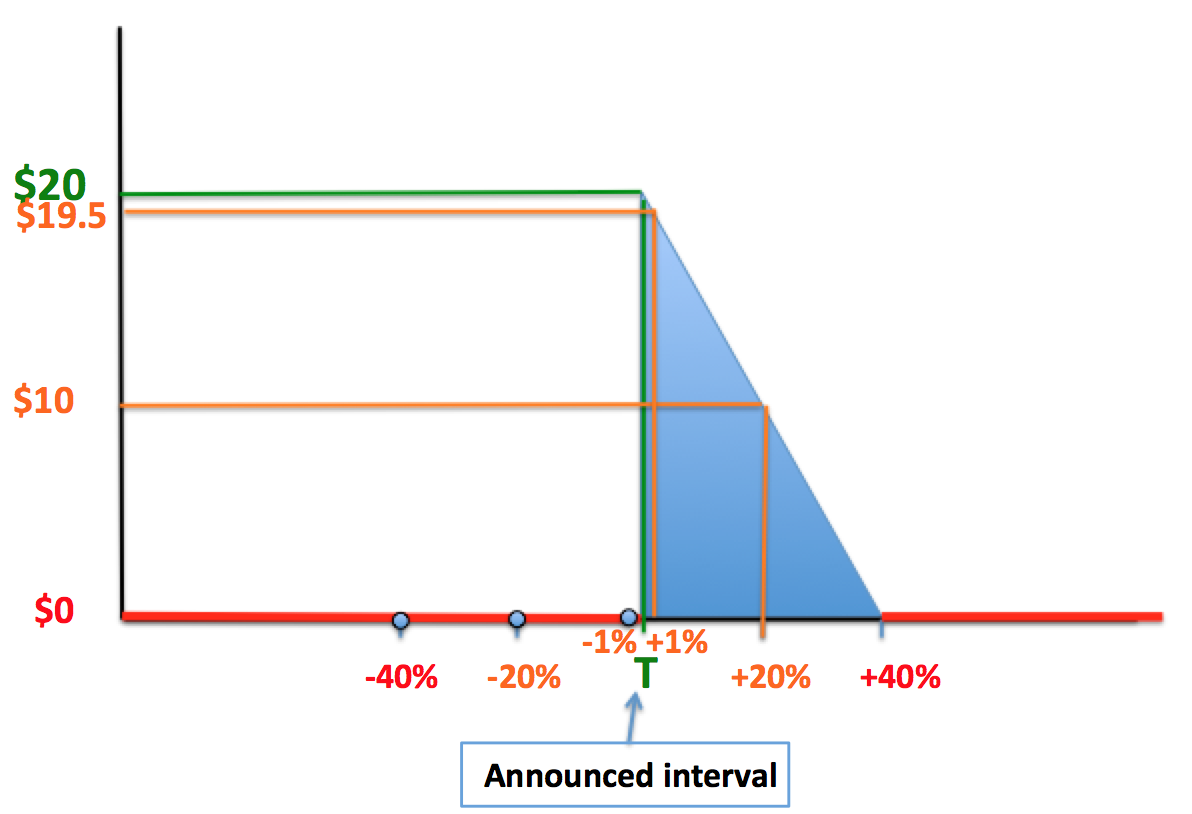 $20
$19.5
$10
$0
-1% +1%
-40% -20% T +20% +40%
Announced interval